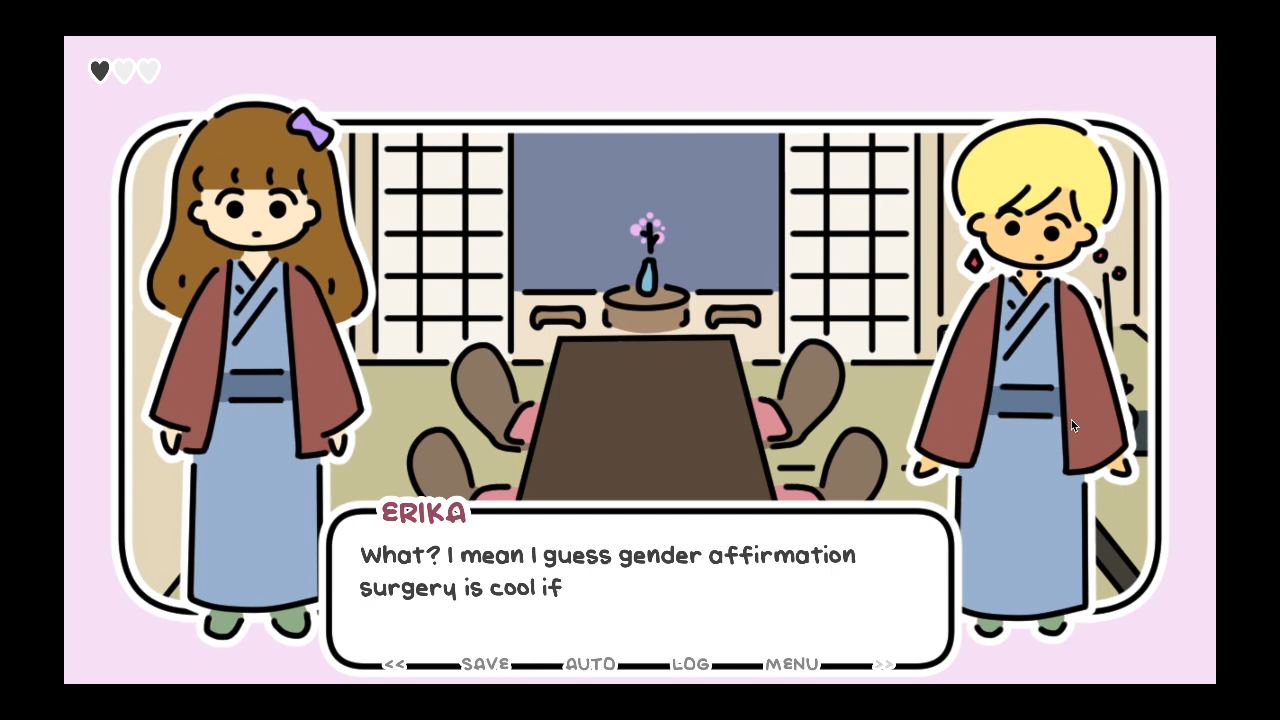 ERIKA
What? I mean I guess gender affirmation
surgery is cool if
<< SAVE AUTO LOG MENU >>